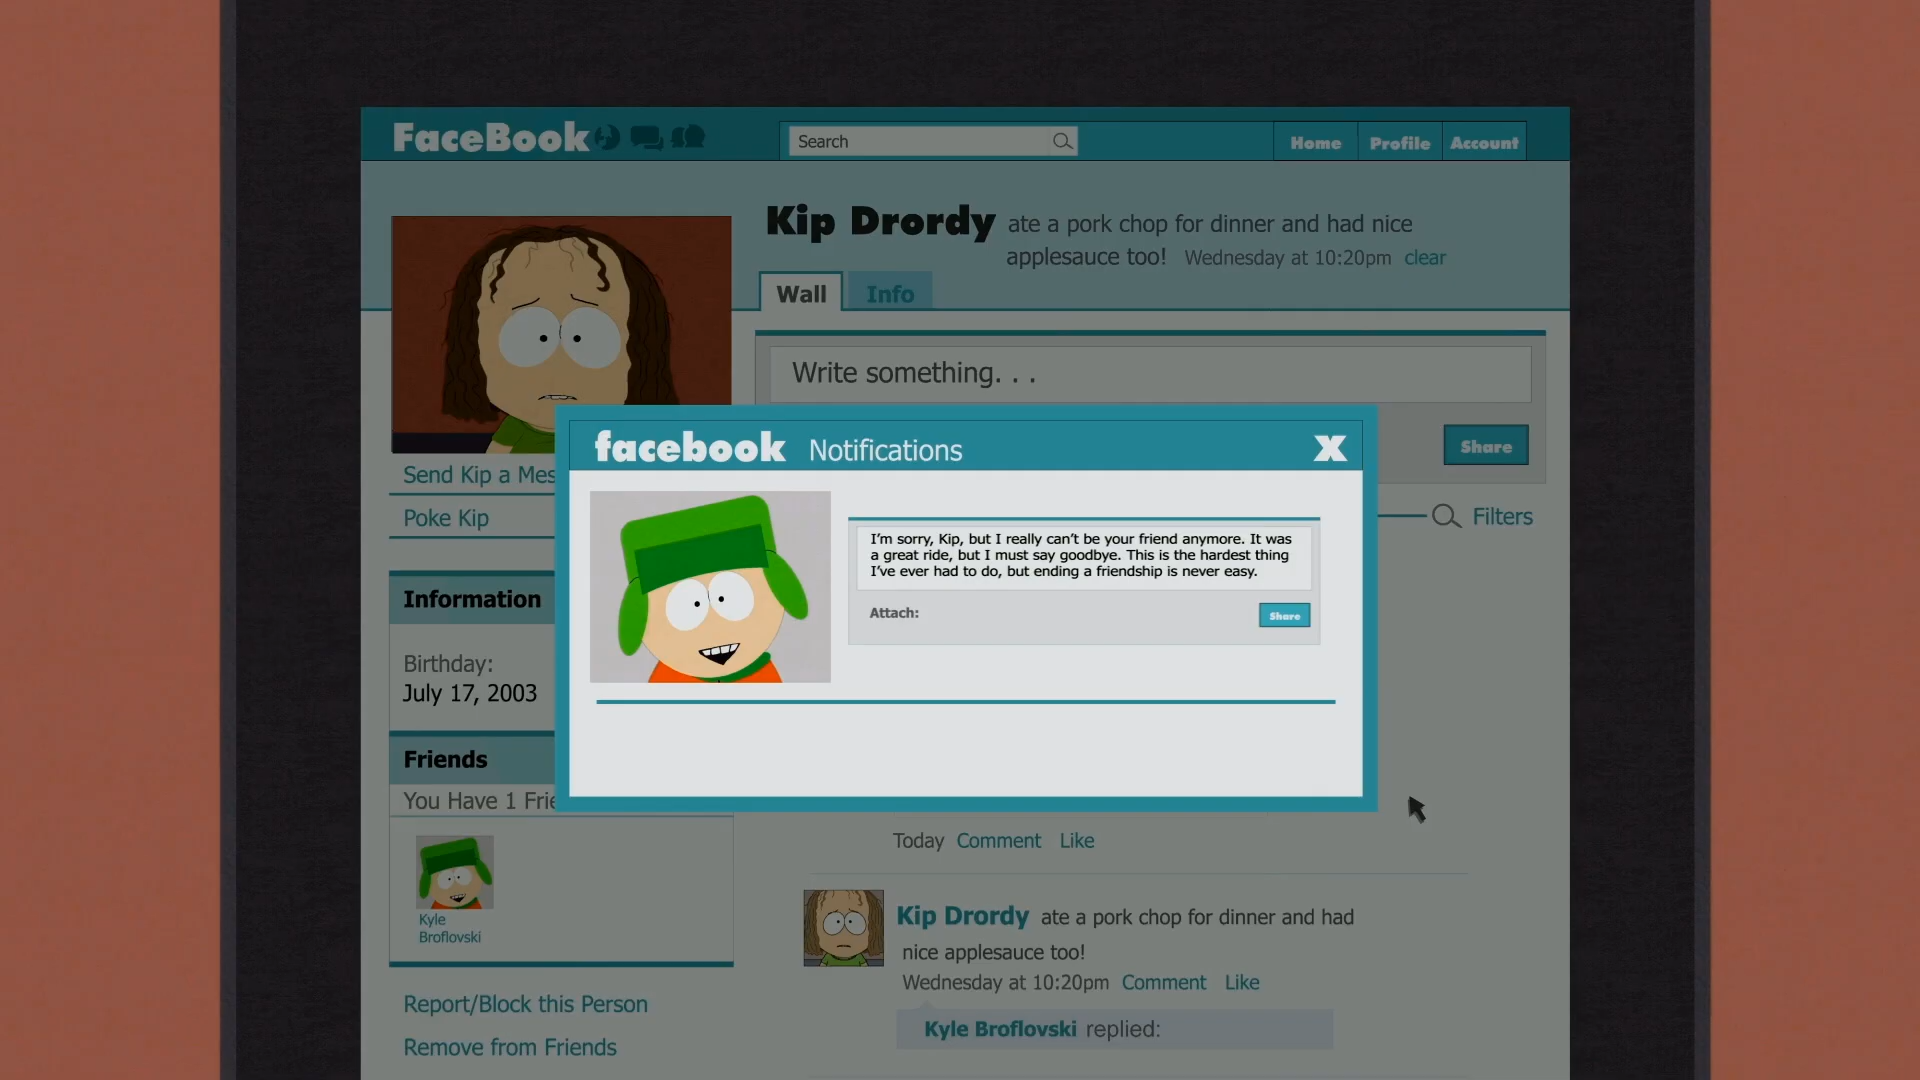 FaceBook
Search
Home
Profile
Account
Kip Drordy ate a pork chop for dinner and had nice
applesauce too! Wednesday at 10:20pm clear
Wall
Info
Write something. . .
Share
Send Kip a Mes
Poke Kip
Filters
facebook Notifications
X
I'm sorry, Kip, but I really can't be your friend anymore. It was
a great ride, but I must say goodbye. This is the hardest thing
I've ever had to do, but ending a friendship is never easy.
Attach:
Share
Information
Birthday:
July 17, 2003
Friends
You Have 1 Frie
Kyle
Broflovski
Report/Block this Person
Remove from Friends
Today Comment Like
Kip Drordy ate a pork chop for dinner and had
nice applesauce too!
Wednesday at 10:20pm Comment Like
Kyle Broflovski replied: